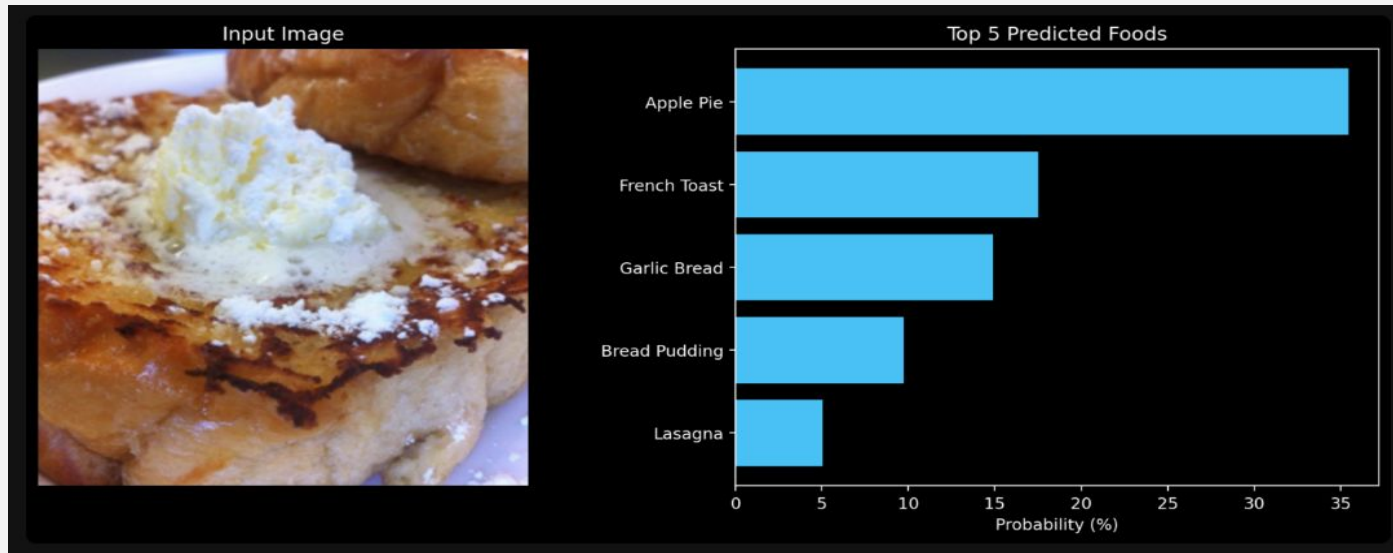 Input Image
Top 5 Predicted Foods
Apple Pie
French Toast
Garlic Bread
Bread Pudding
Lasagna
0 5 10 15 20 25 30 35
Probability (%)